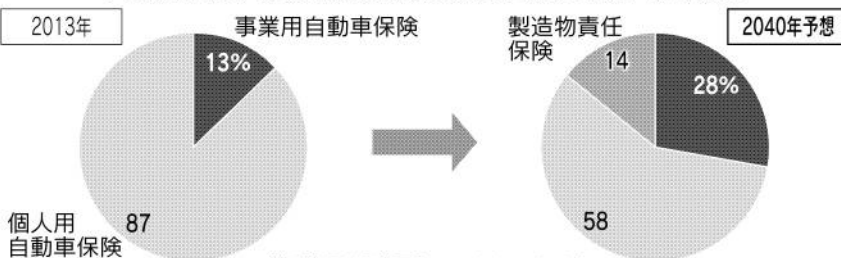 2013年
事業用自動車保険
13%
個人用
自動車保険
87
製造物責任
保険
2040年予想
14
28%
58